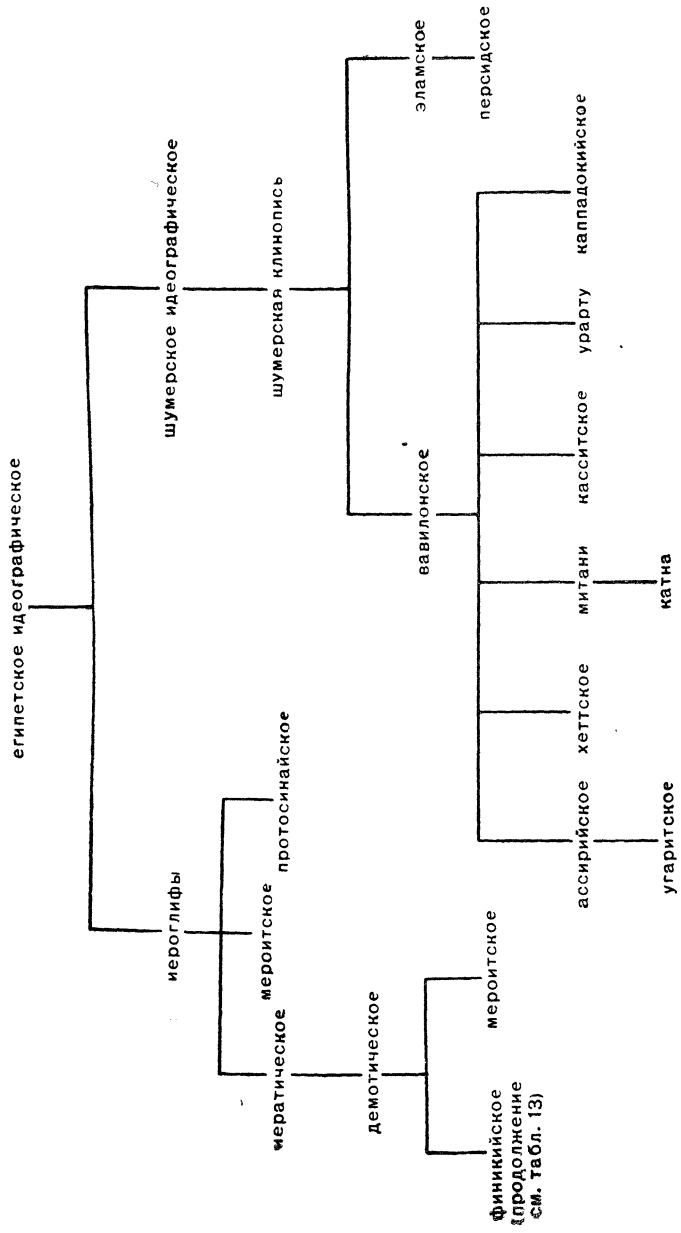 египетское идеографическое
иероглифы
шумерское идеографическое
иератическое
мероитское
протосинайское
шумерская клинопись
демотическое
вавилонское
эламское
финикийское
(продолжение
см. табл. 13)
мероитское
персидское
ассирийское
хеттское
митани
касситское
урарту
каппадокийское
угаритское
катна